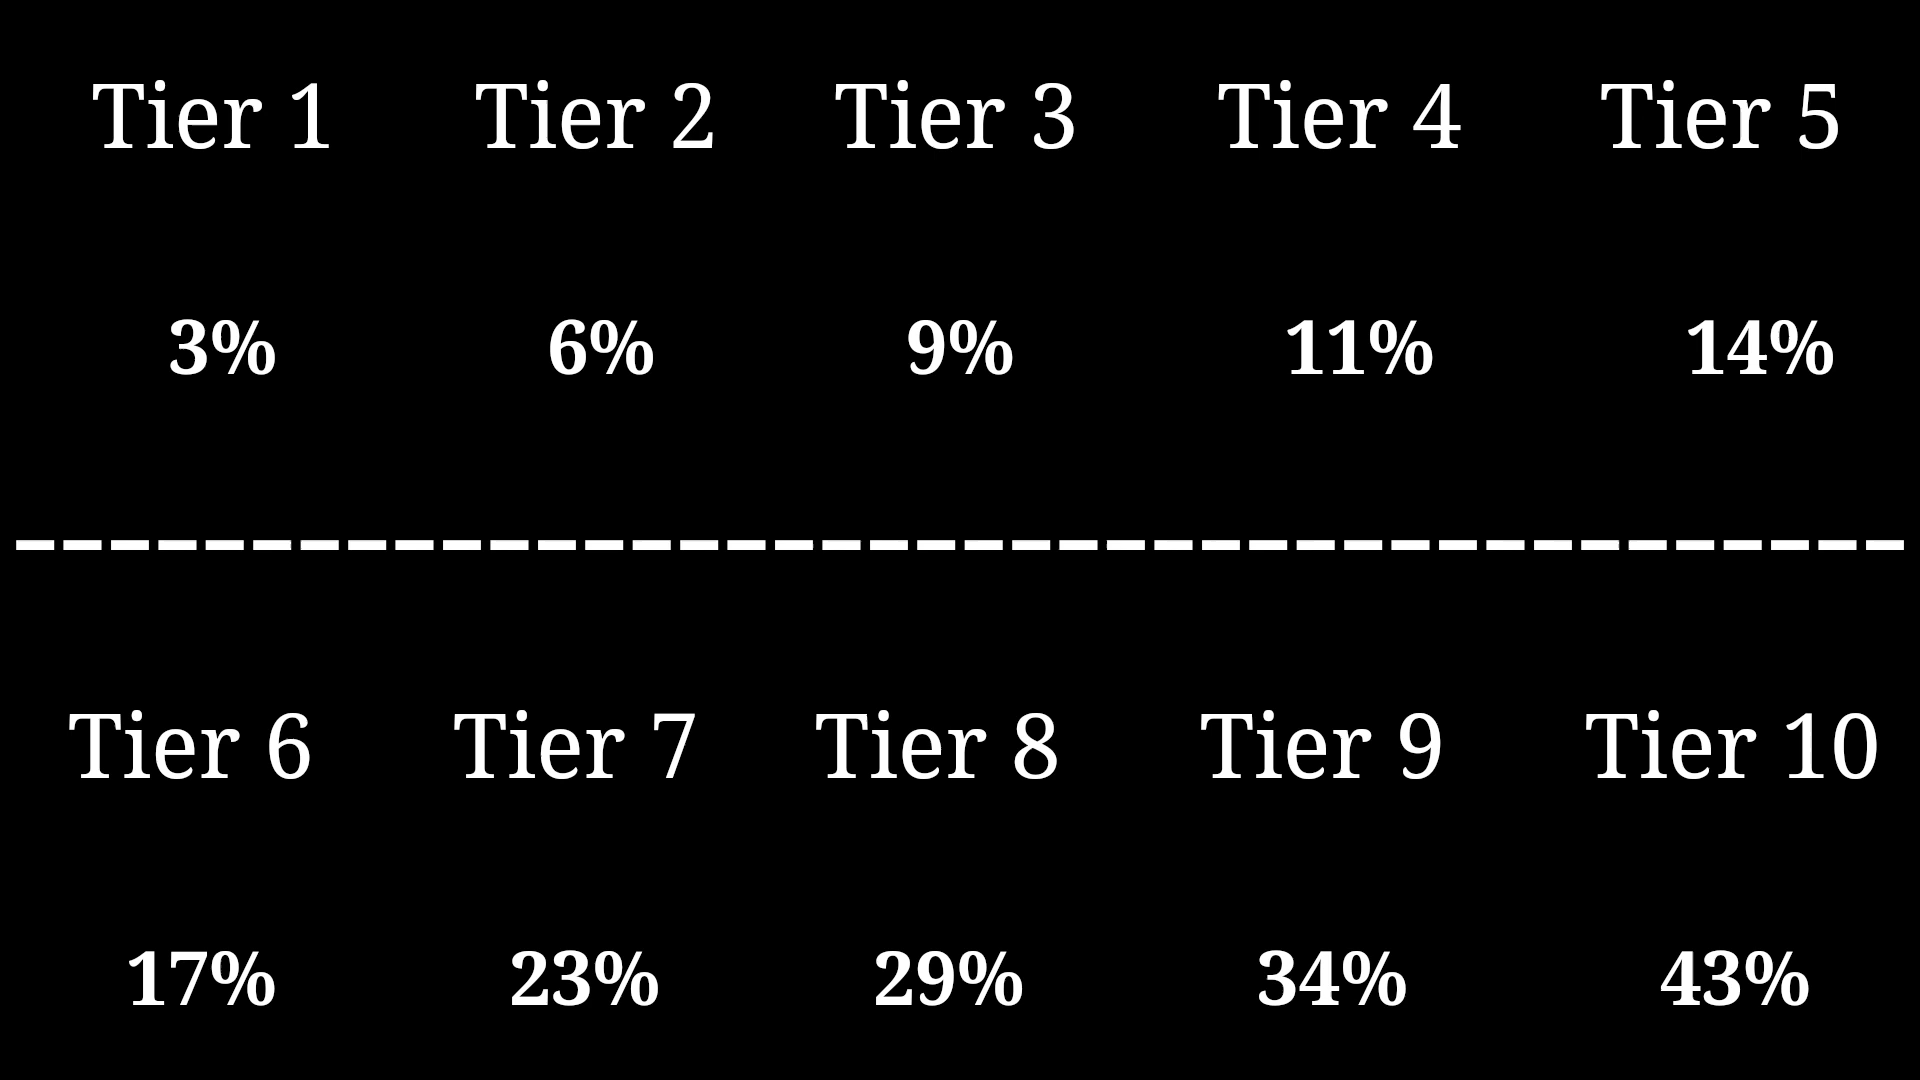 Tier 1 Tier 2 Tier 3 Tier 4 Tier 5
3% 6% 9% 11% 14%
Tier 6 Tier 7 Tier 8 Tier 9 Tier 10
17% 23% 29% 34% 43%